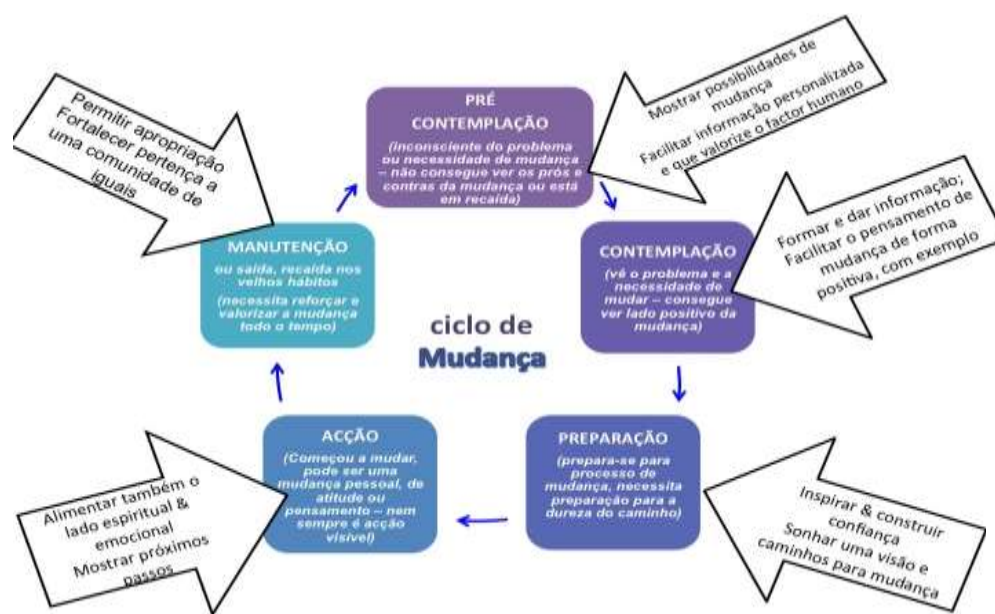 PRÉ
CONTEMPLAÇÃO
(Inconsciente do problema
ou necessidade de mudança
– não consegue ver os prós e
contras da mudança ou está
em recaída)
Mostrar possibilidades de
mudança
Facilitar informação personalizada
e que valorize o factor humano
CONTEMPLAÇÃO
(vê o problema e a
necessidade de
mudar – consegue
ver lado positivo da
mudança)
Formar e dar informação;
Facilitar o pensamento de
mudança de forma
positiva, com exemplo
PREPARAÇÃO
(prepara-se para
processo de
mudança, necessita
preparação para a
dureza do caminho)
Inspirar & construir
confiança
Sonhar uma visão e
caminhos para mudança
ACÇÃO
(Começou a mudar,
pode ser uma
mudança pessoal, de
atitude ou
pensamento – nem
sempre é acção
visível)
Alimentar também o
lado espiritual &
emocional
Mostrar próximos
passos
MANUTENÇÃO
ou saída, recaída nos
velhos hábitos
(necessita reforçar e
valorizar a mudança
todo o tempo)
Permitir apropriação
Fortalecer pertença a
uma comunidade de
iguais
ciclo de
Mudança